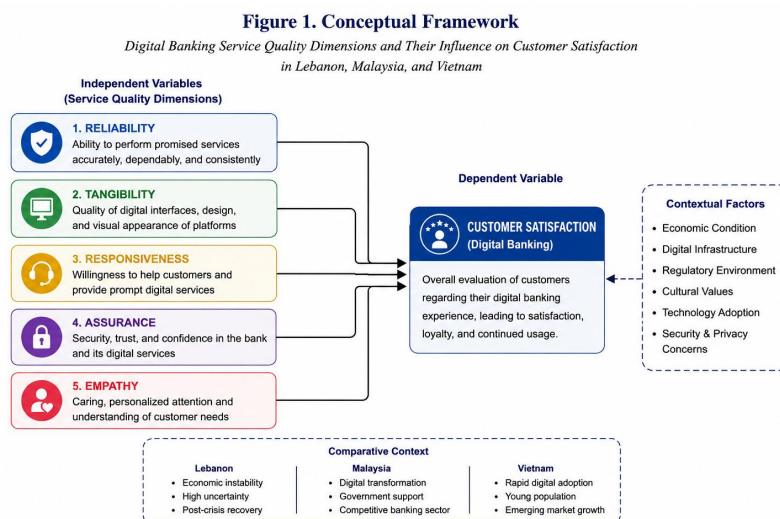 Figure 1. Conceptual Framework
Digital Banking Service Quality Dimensions and Their Influence on Customer Satisfaction
in Lebanon, Malaysia, and Vietnam
Independent Variables
(Service Quality Dimensions)
1. RELIABILITY
Ability to perform promised services
accurately, dependably, and consistently
2. TANGIBILITY
Quality of digital interfaces, design,
and visual appearance of platforms
3. RESPONSIVENESS
Willingness to help customers and
provide prompt digital services
4. ASSURANCE
Security, trust, and confidence in the bank
and its digital services
5. EMPATHY
Caring, personalized attention and
understanding of customer needs
Dependent Variable
CUSTOMER SATISFACTION
(Digital Banking)
Overall evaluation of customers
regarding their digital banking
experience, leading to satisfaction,
loyalty, and continued usage.
Contextual Factors
• Economic Condition
• Digital Infrastructure
• Regulatory Environment
• Cultural Values
• Technology Adoption
• Security & Privacy
Concerns
Comparative Context
Lebanon
• Economic instability
• High uncertainty
• Post-crisis recovery
Malaysia
• Digital transformation
• Government support
• Competitive banking sector
Vietnam
• Rapid digital adoption
• Young population
• Emerging market growth